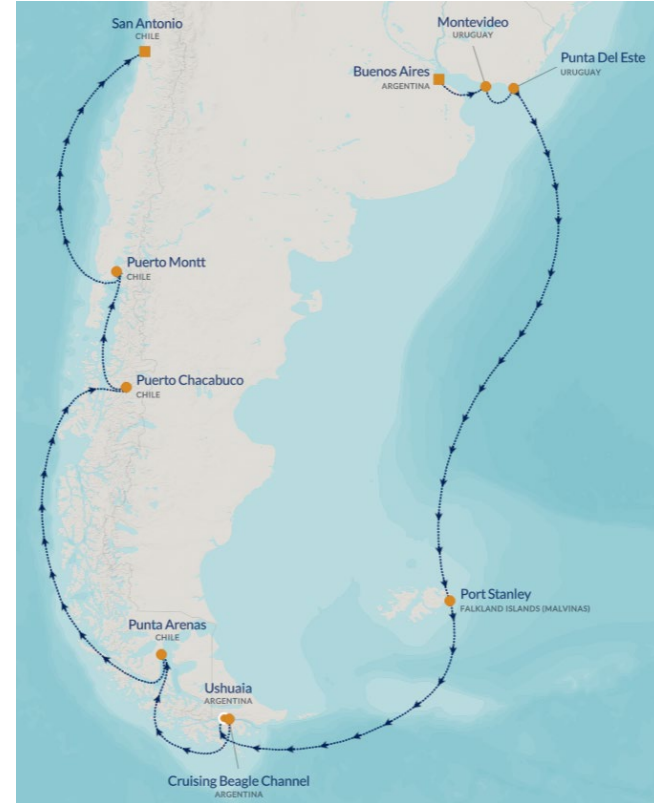 San Antonio
CHILE
Montevideo
URUGUAY
Punta Del Este
URUGUAY
Buenos Aires
ARGENTINA
Puerto Montt
CHILE
Puerto Chacabuco
CHILE
Port Stanley
FALKLAND ISLANDS (MALVINAS)
Punta Arenas
CHILE
Ushuaia
ARGENTINA
Cruising Beagle Channel
ARGENTINA